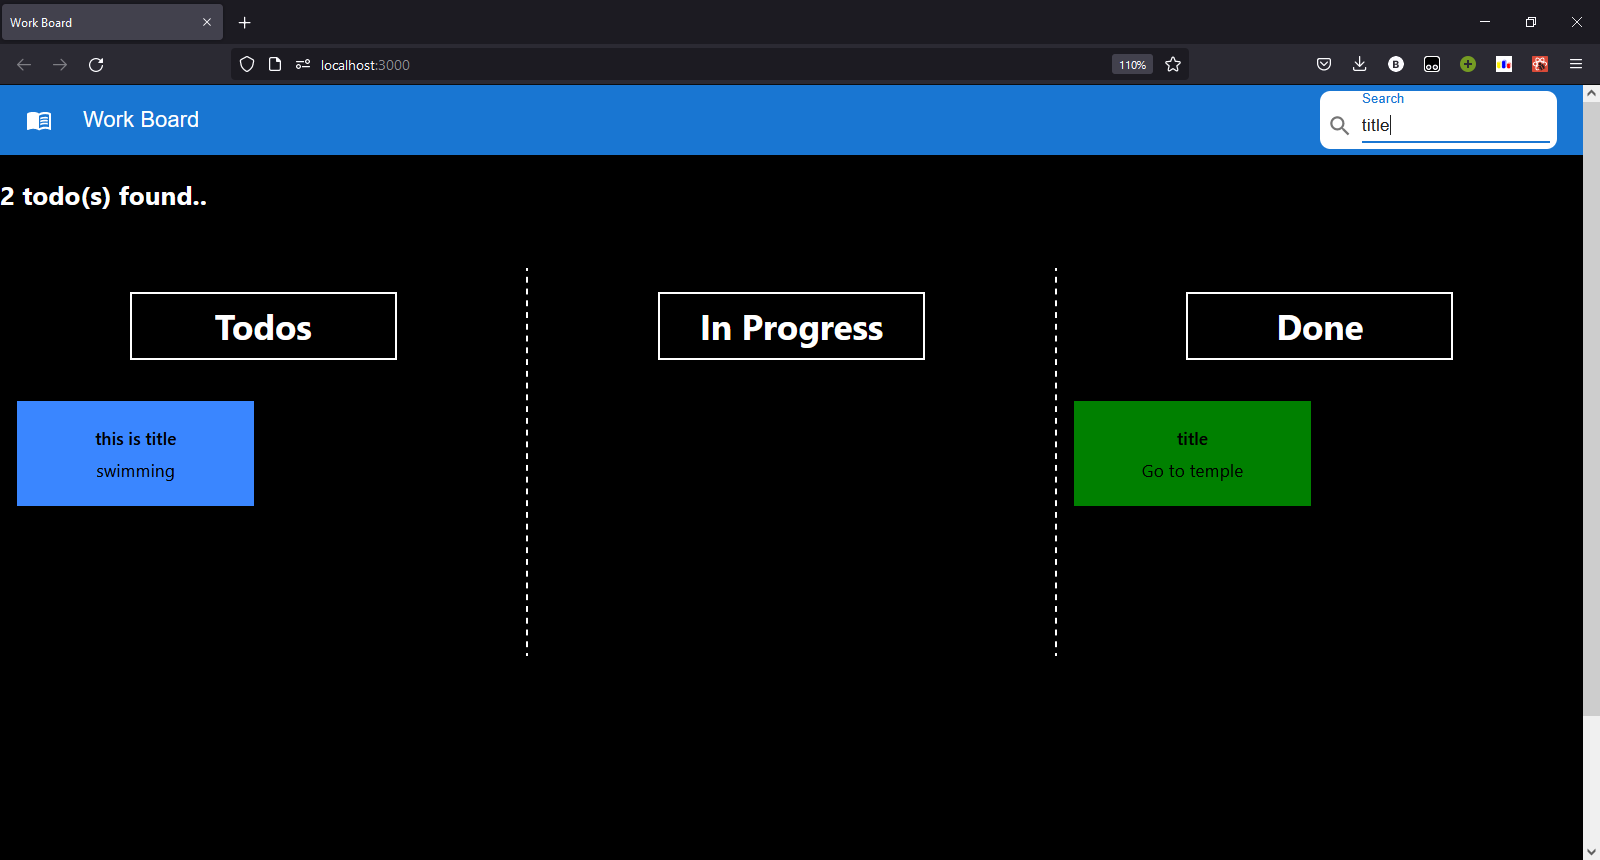 Work Board
localhost:3000
110%
B
Work Board
Search
title
2 todo(s) found..
Todos
In Progress
Done
this is title
swimming
title
Go to temple